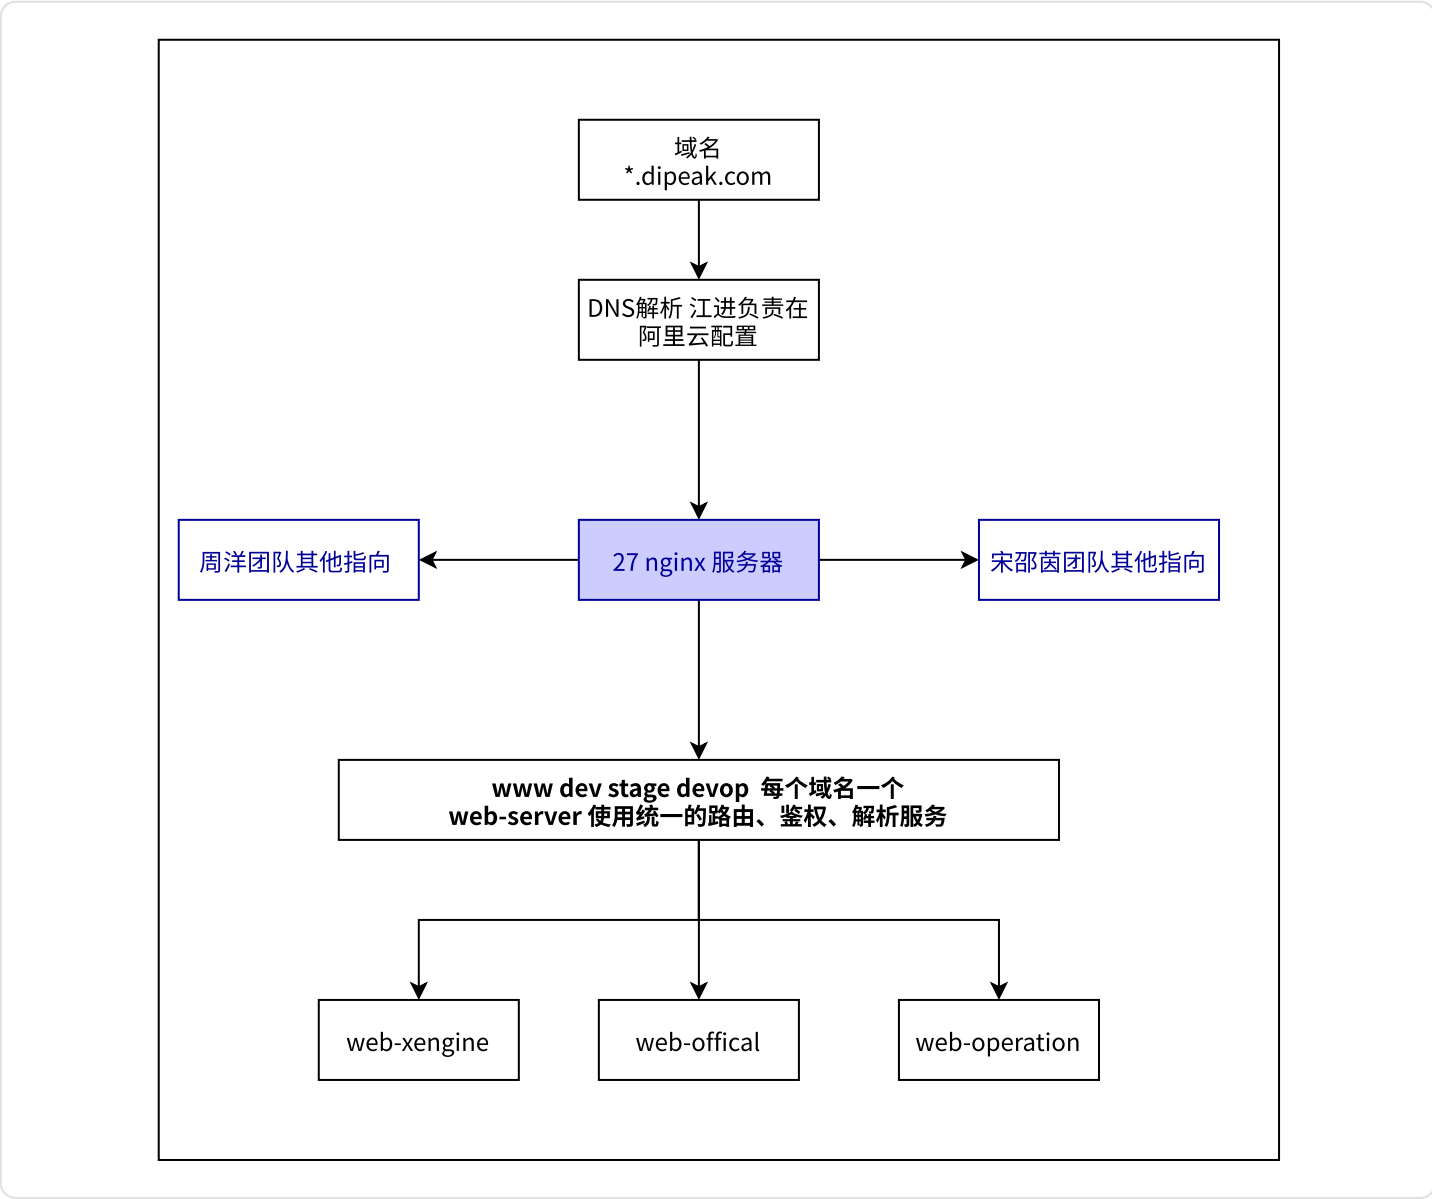 域名
*.dipeak.com
DNS解析 江进负责在
阿里云配置
周洋团队其他指向
27 nginx 服务器
宋邵茵团队其他指向
www dev stage devop  每个域名一个
web-server 使用统一的路由、鉴权、解析服务
web-xengine
web-offical
web-operation